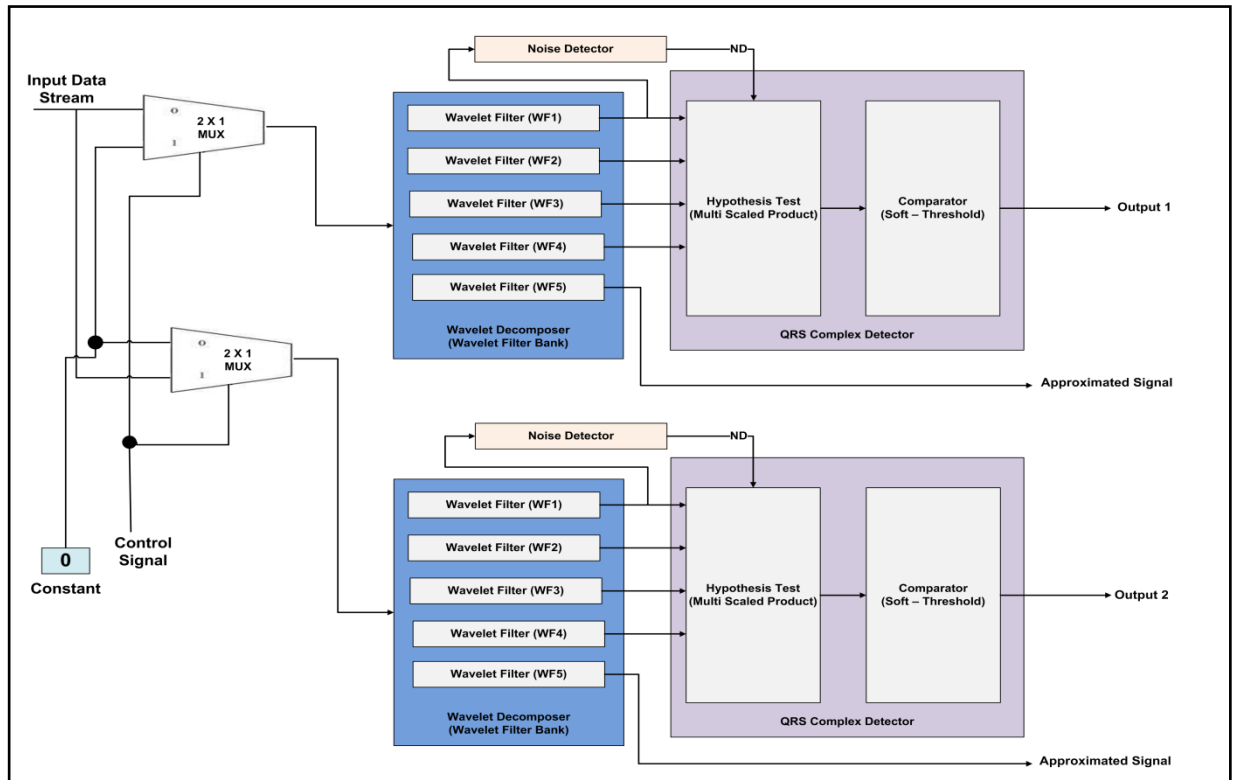 Input Data
Stream
0
1
2 X 1
MUX
0
1
2 X 1
MUX
0
Constant
Control
Signal
Noise Detector
ND
Wavelet Filter (WF1)
Wavelet Filter (WF2)
Wavelet Filter (WF3)
Wavelet Filter (WF4)
Wavelet Filter (WF5)
Wavelet Decomposer
(Wavelet Filter Bank)
Hypothesis Test
(Multi Scaled Product)
Comparator
(Soft – Threshold)
QRS Complex Detector
Output 1
Approximated Signal
Noise Detector
ND
Wavelet Filter (WF1)
Wavelet Filter (WF2)
Wavelet Filter (WF3)
Wavelet Filter (WF4)
Wavelet Filter (WF5)
Wavelet Decomposer
(Wavelet Filter Bank)
Hypothesis Test
(Multi Scaled Product)
Comparator
(Soft – Threshold)
QRS Complex Detector
Output 2
Approximated Signal